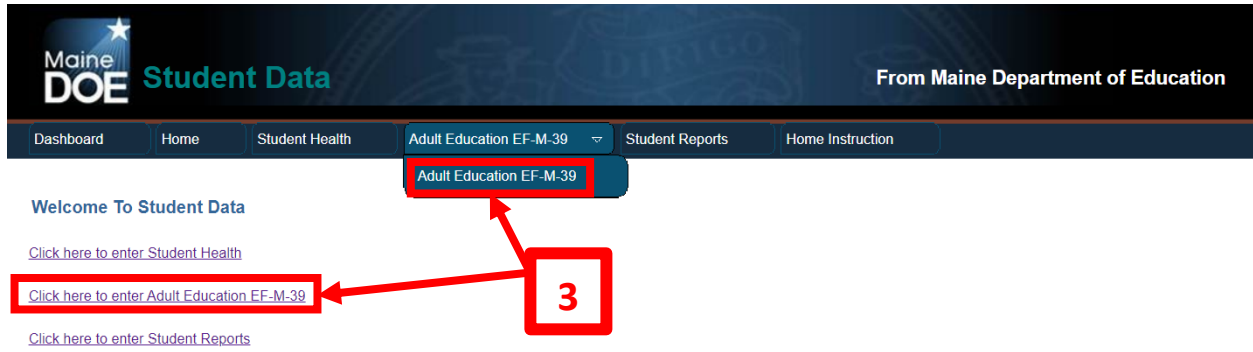 Maine
DOE
Student Data
DIRIGO
From Maine Department of Education
Dashboard Home Student Health Adult Education EF-M-39 Student Reports Home Instruction
Adult Education EF-M-39
Welcome To Student Data
Click here to enter Student Health
Click here to enter Adult Education EF-M-39
3
Click here to enter Student Reports